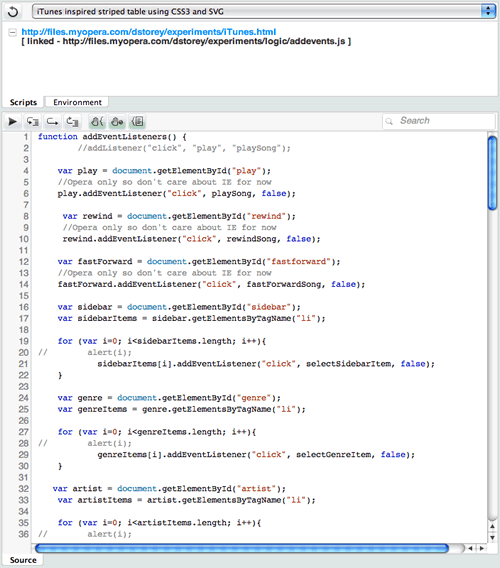 iTunes inspired striped table using CSS3 and SVG
http://files.myopera.com/dstorey/experiments/iTunes.html
[ linked - http://files.myopera.com/dstorey/experiments/logic/addevents.js ]
Scripts Environment
Search
1 function addEventListeners() {
2 //addListener("click", "play", "playSong");
3
4 var play = document.getElementById("play");
5 //Opera only so don't care about IE for now
6 play.addEventListener("click", playSong, false);
7
8 var rewind = document.getElementById("rewind");
9 //Opera only so don't care about IE for now
10 rewind.addEventListener("click", rewindSong, false);
11
12 var fastForward = document.getElementById("fastforward");
13 //Opera only so don't care about IE for now
14 fastForward.addEventListener("click", fastForwardSong, false);
15
16 var sidebar = document.getElementById("sidebar");
17 var sidebarItems = sidebar.getElementsByTagName("li");
18
19 for (var i=0; i<sidebarItems.length; i++){
20 // alert(i);
21 sidebarItems[i].addEventListener("click", selectSidebarItem, false);
22 }
23
24 var genre = document.getElementById("genre");
25 var genreItems = genre.getElementsByTagName("li");
26
27 for (var i=0; i<genreItems.length; i++){
28 // alert(i);
29 genreItems[i].addEventListener("click", selectGenreItem, false);
30 }
31
32 var artist = document.getElementById("artist");
33 var artistItems = artist.getElementsByTagName("li");
34
35 for (var i=0; i<artistItems.length; i++){
36 // alert(i);
Source